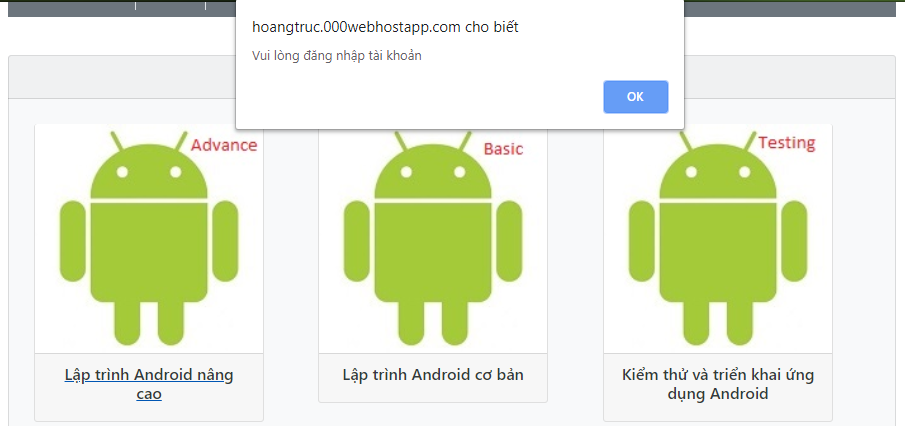 hoangtruc.000webhostapp.com cho biết
Vui lòng đăng nhập tài khoản
OK
Advance
Basic
Testing
Lập trình Android nâng
cao
Lập trình Android cơ bản
Kiểm thử và triển khai ứng
dụng Android